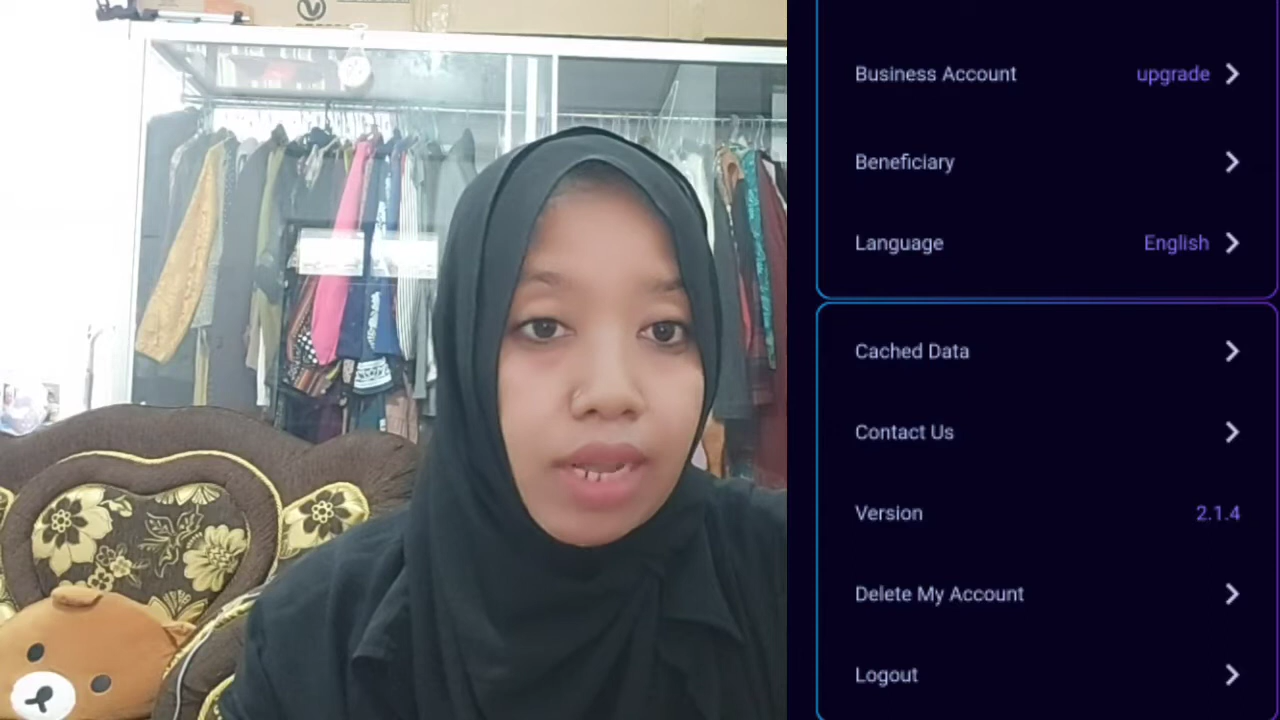 Business Account upgrade
Beneficiary
Language English
Cached Data
Contact Us
Version 2.1.4
Delete My Account
Logout